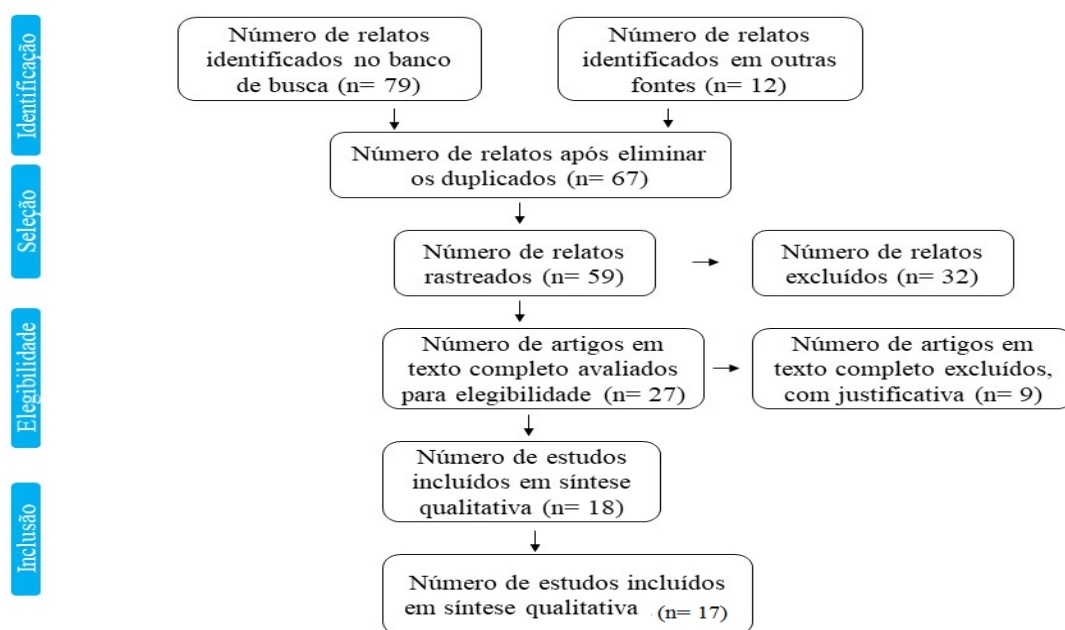 Identificação
Número de relatos
identificados no banco
de busca (n= 79)
Número de relatos
identificados em outras
fontes (n= 12)
Número de relatos após eliminar
os duplicados (n= 67)
Seleção
Número de relatos
rastreados (n= 59)
Número de relatos
excluídos (n= 32)
Elegibilidade
Número de artigos em
texto completo avaliados
para elegibilidade (n= 27)
Número de artigos em
texto completo excluídos,
com justificativa (n= 9)
Número de estudos
incluídos em síntese
qualitativa (n= 18)
Inclusão
Número de estudos incluídos
em síntese qualitativa (n= 17)